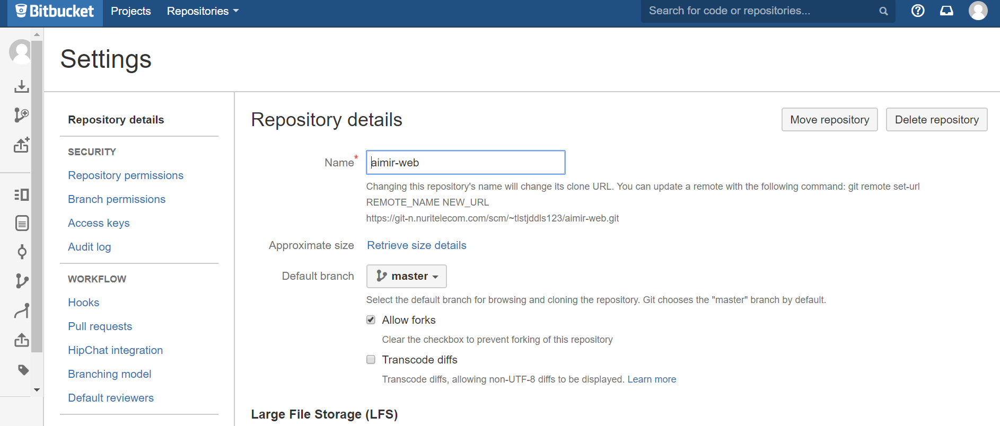 Bitbucket Projects Repositories Search for code or repositories...
Settings
Repository details
SECURITY
Repository permissions
Branch permissions
Access keys
Audit log
WORKFLOW
Hooks
Pull requests
HipChat integration
Branching model
Default reviewers
Repository details Move repository Delete repository
Name* aimir-web
Changing this repository's name will change its clone URL. You can update a remote with the following command: git remote set-url
REMOTE_NAME NEW_URL
https://git-n.nuritelecom.com/scm/~tlstjddls123/aimir-web.git
Approximate size Retrieve size details
Default branch master
Select the default branch for browsing and cloning the repository. Git chooses the "master" branch by default.
Allow forks
Clear the checkbox to prevent forking of this repository
Transcode diffs
Transcode diffs, allowing non-UTF-8 diffs to be displayed. Learn more
Large File Storage (LFS)